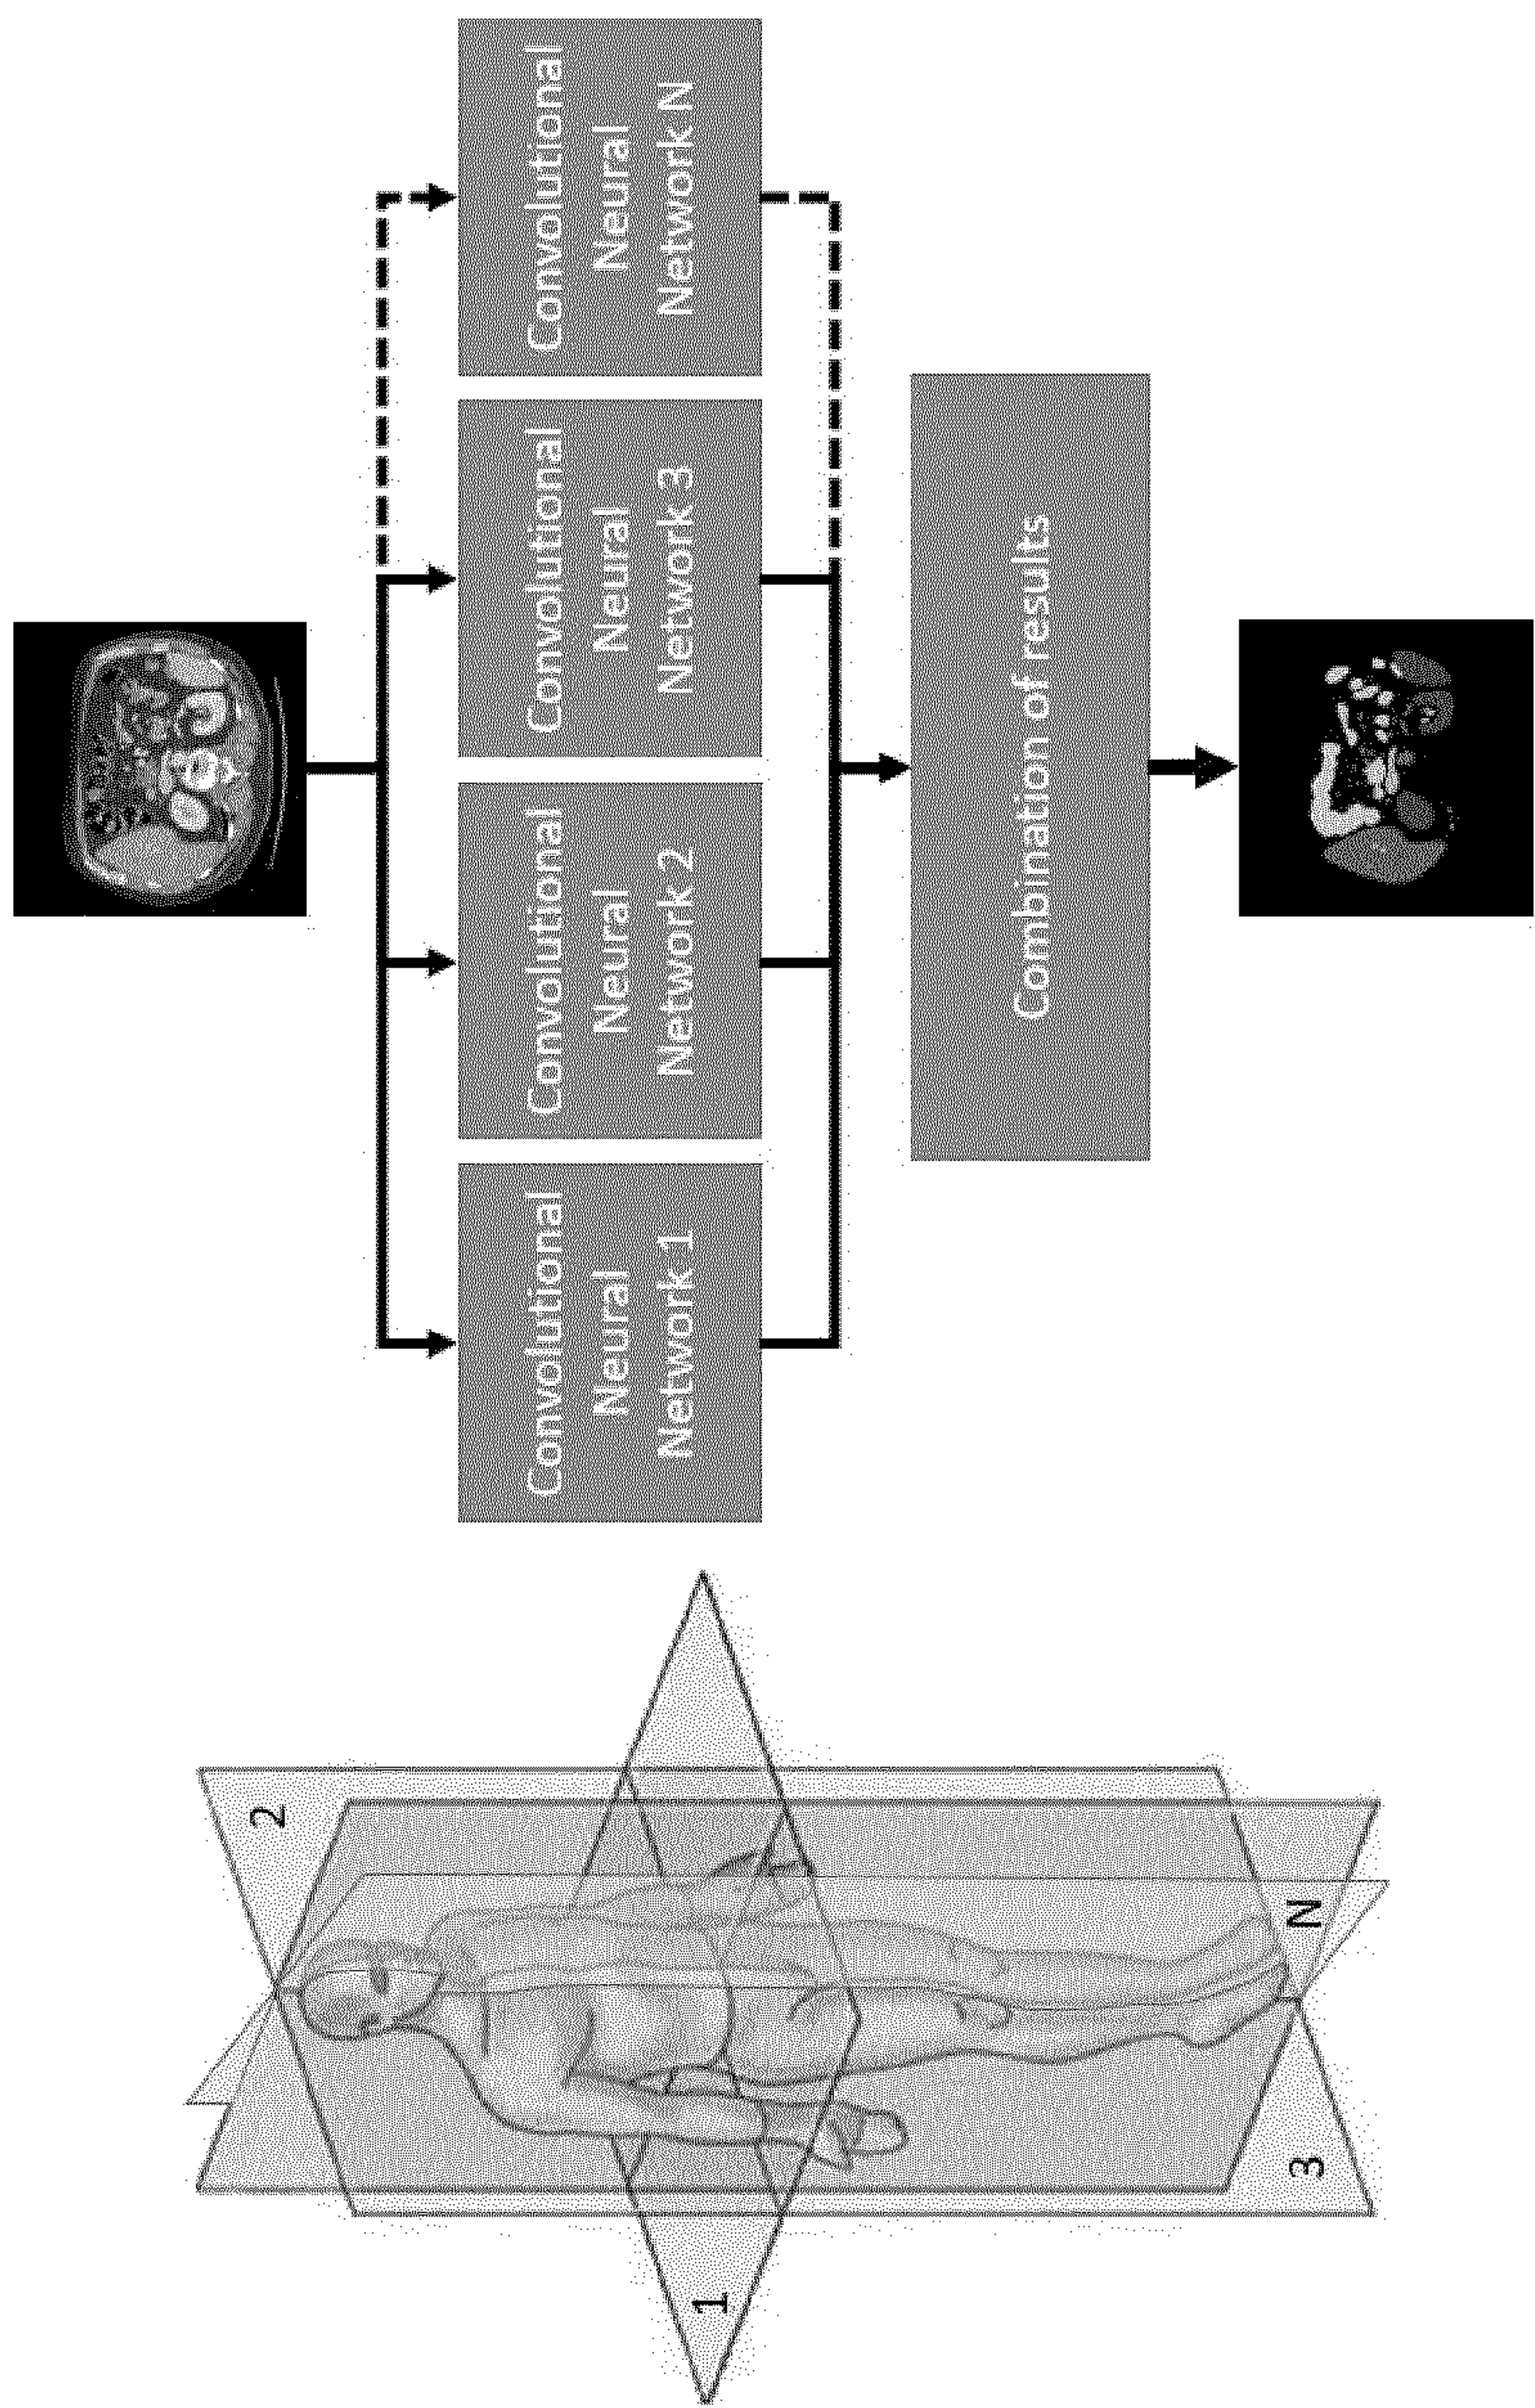 1
2
3
N
Convolutional
Neural
Network 1
Convolutional
Neural
Network 2
Convolutional
Neural
Network 3
Convolutional
Neural
Network N
Combination of results